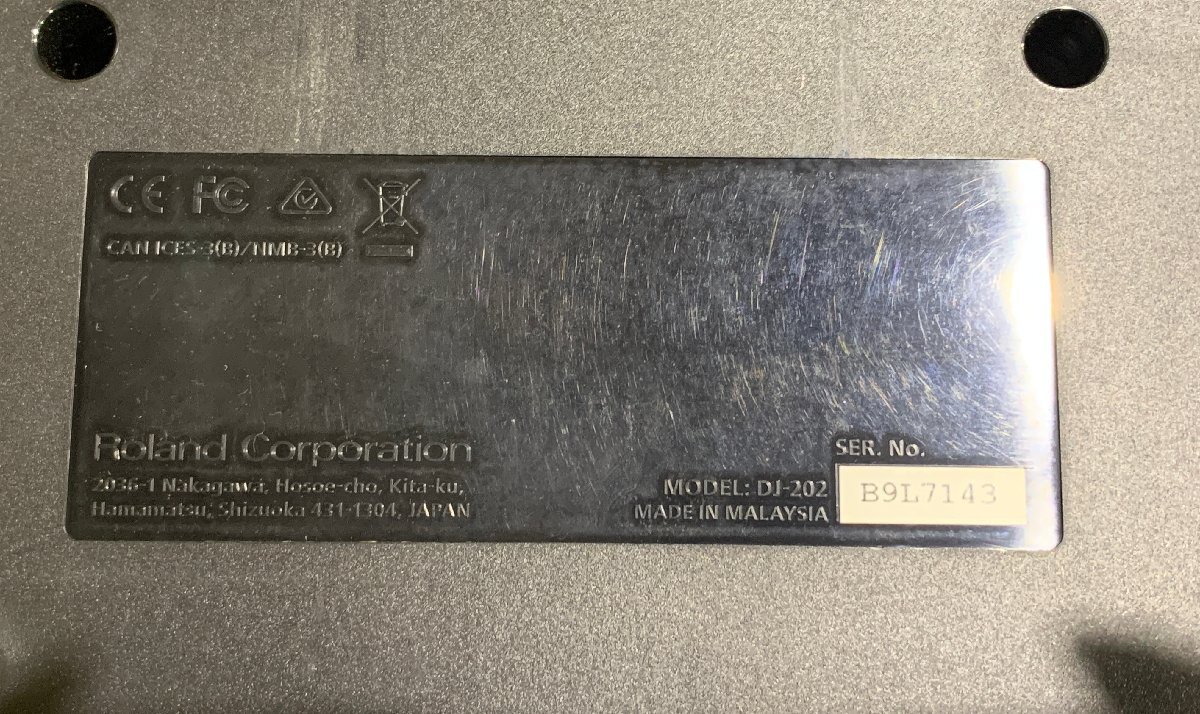 CE FC
CAN ICES-3(B)/NMB-3(B)
Roland Corporation
2036-1 Nakagawa, Hosoe-cho, Kita-ku,
Hamamatsu, Shizuoka 431-1304, JAPAN
SER. No.
MODEL: DJ-202
B9L7143
MADE IN MALAYSIA